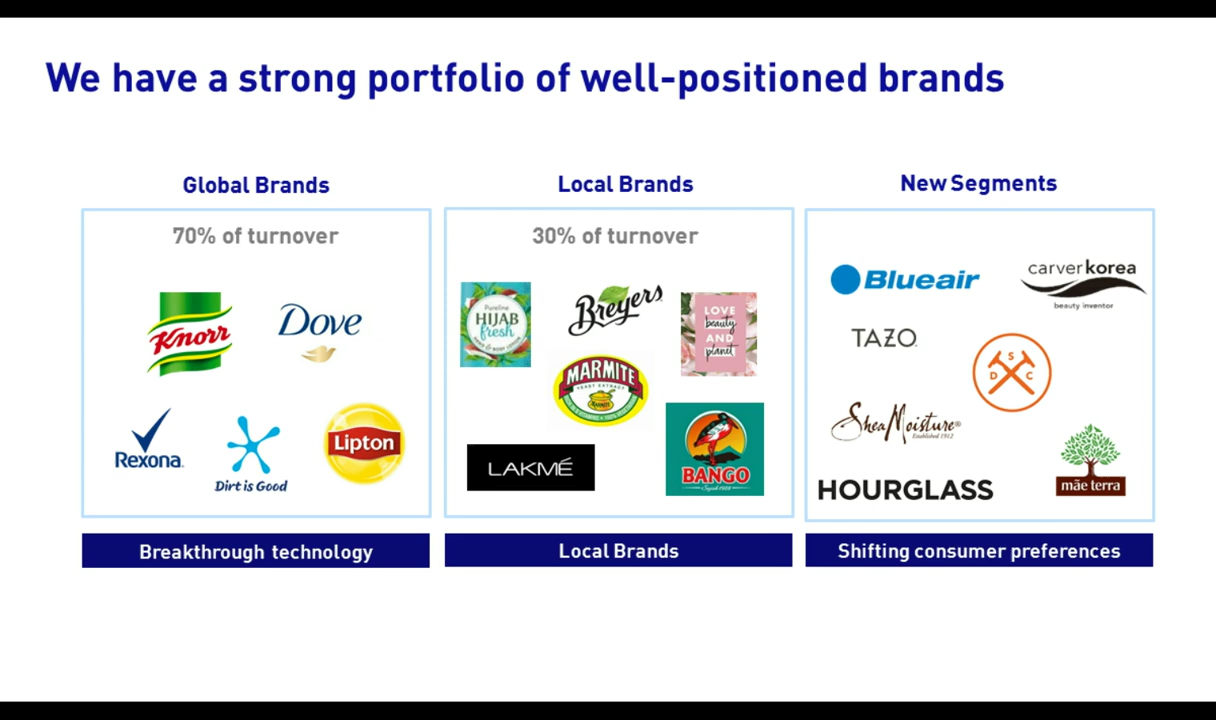 We have a strong portfolio of well-positioned brands
Global Brands
70% of turnover
Knorr
Dove
Rexona
Dirt is Good
Lipton
Breakthrough technology
Local Brands
30% of turnover
Pureline
HIJAB
fresh
Breyers
LOVE
beauty
AND
planet
MARMITE
YEAST EXTRACT
MARMITE
LAKMÉ
BANGO
Local Brands
New Segments
Blueair
carver korea
beauty inventor
TAZO
S
D C
SheaMoisture®
Established 1912
HOURGLASS
mãe terra
Shifting consumer preferences